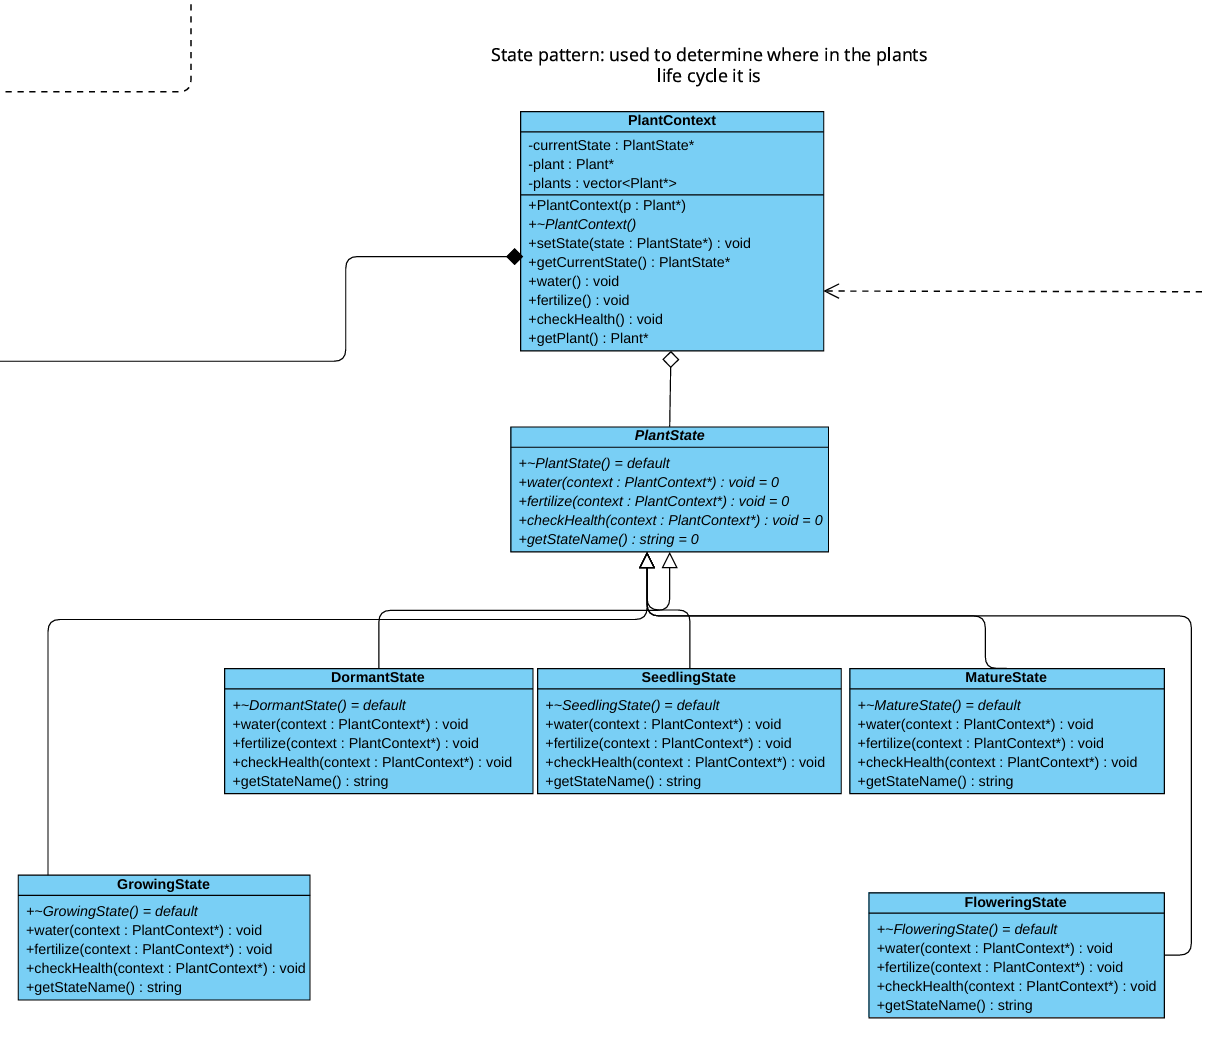 State pattern: used to determine where in the plants
life cycle it is
PlantContext
-currentState : PlantState*
-plant : Plant*
-plants : vector<Plant*>
+PlantContext(p : Plant*)
+~PlantContext()
+setState(state : PlantState*) : void
+getCurrentState() : PlantState*
+water() : void
+fertilize() : void
+checkHealth() : void
+getPlant() : Plant*
PlantState
+~PlantState() = default
+water(context : PlantContext*) : void = 0
+fertilize(context : PlantContext*) : void = 0
+checkHealth(context : PlantContext*) : void = 0
+getStateName() : string = 0
DormantState
+~DormantState() = default
+water(context : PlantContext*) : void
+fertilize(context : PlantContext*) : void
+checkHealth(context : PlantContext*) : void
+getStateName() : string
SeedlingState
+~SeedlingState() = default
+water(context : PlantContext*) : void
+fertilize(context : PlantContext*) : void
+checkHealth(context : PlantContext*) : void
+getStateName() : string
MatureState
+~MatureState() = default
+water(context : PlantContext*) : void
+fertilize(context : PlantContext*) : void
+checkHealth(context : PlantContext*) : void
+getStateName() : string
GrowingState
+~GrowingState() = default
+water(context : PlantContext*) : void
+fertilize(context : PlantContext*) : void
+checkHealth(context : PlantContext*) : void
+getStateName() : string
FloweringState
+~FloweringState() = default
+water(context : PlantContext*) : void
+fertilize(context : PlantContext*) : void
+checkHealth(context : PlantContext*) : void
+getStateName() : string